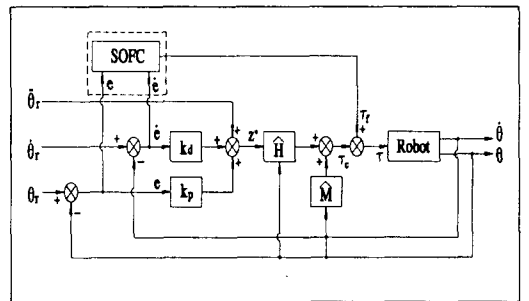 SOFC
e e
θ̈r
τf
+ +
θ̇r + ė kd + + z* Ĥ + + τc τ Robot θ̇
- + + θ
θr + e kp M̂
-